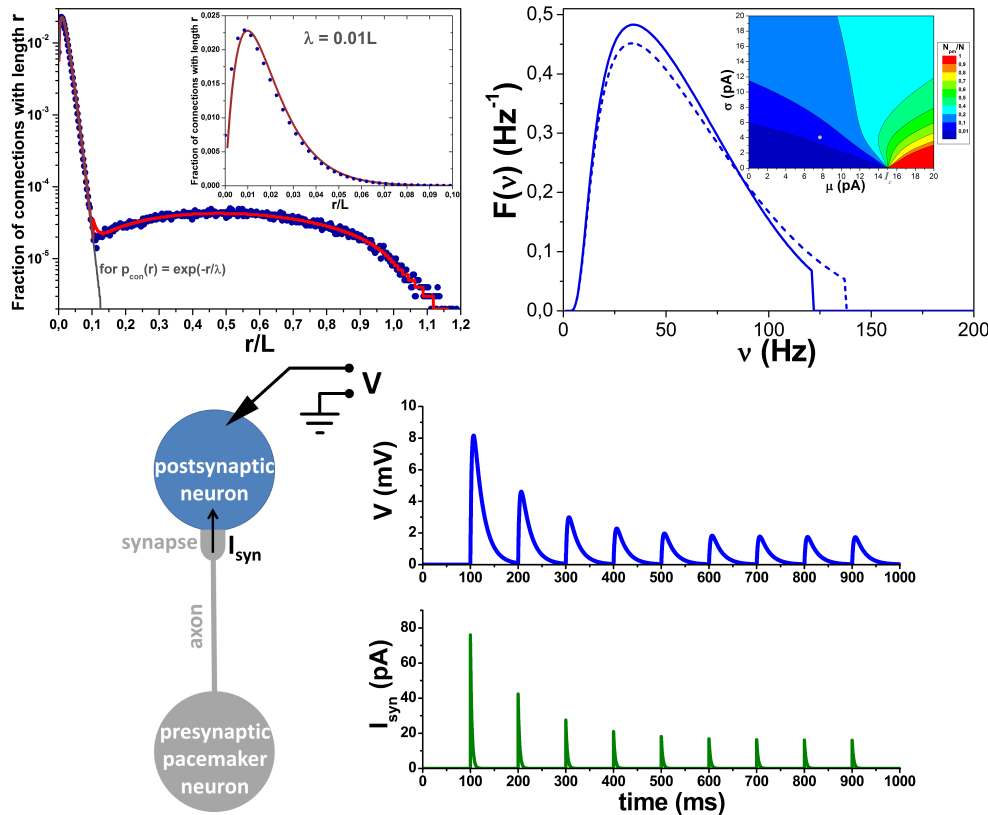 Fraction of connections with length r
10⁻²
10⁻³
10⁻⁴
10⁻⁵
0,0 0,1 0,2 0,3 0,4 0,5 0,6 0,7 0,8 0,9 1,0 1,1 1,2
r/L
for p_con(r) = exp(-r/λ)
Fraction of connections with length r
0,025
0,020
0,015
0,010
0,005
0,000
0,00 0,01 0,02 0,03 0,04 0,05 0,06 0,07 0,08 0,09 0,10
r/L
λ = 0.01L
F(ν) (Hz⁻¹)
0,5
0,4
0,3
0,2
0,1
0,0
0 50 100 150 200
ν (Hz)
σ (pA)
20
18
16
14
12
10
8
6
4
2
0
0 2 4 6 8 10 12 14 16 18 20
μ (pA)
N_pm/N
1
0,9
0,8
0,7
0,6
0,5
0,4
0,2
0,1
0,01
V
postsynaptic
neuron
synapse
I_syn
axon
presynaptic
pacemaker
neuron
V (mV)
10
8
6
4
2
0
0 100 200 300 400 500 600 700 800 900 1000
I_syn (pA)
80
60
40
20
0
0 100 200 300 400 500 600 700 800 900 1000
time (ms)